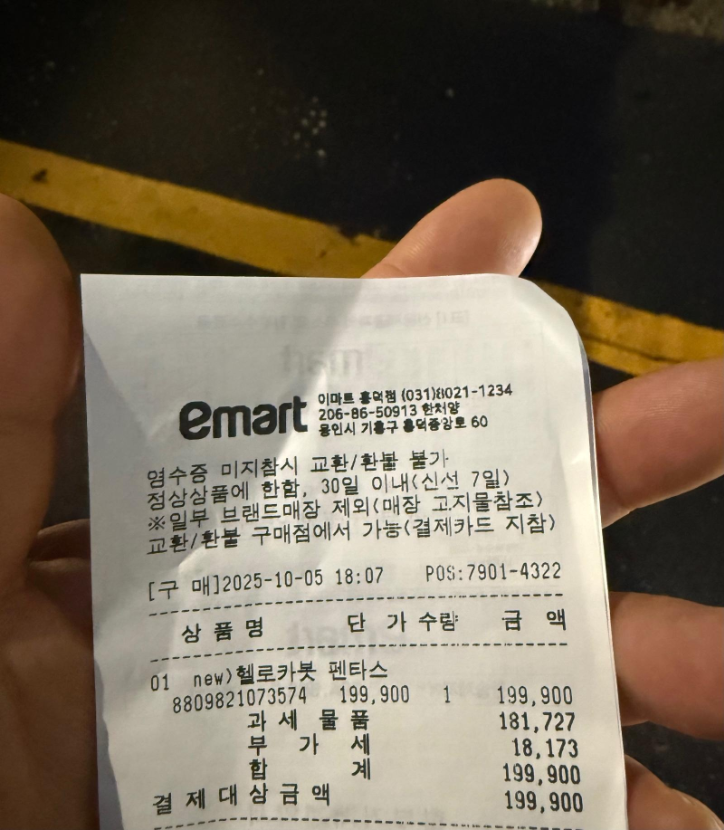 emart
이마트 흥덕점 (031)8021-1234
206-86-50913 한채양
용인시 기흥구 흥덕중앙로 60
영수증 미지참시 교환/환불 불가
정상상품에 한함, 30일 이내(신선 7일)
※일부 브랜드매장 제외(매장 고지물참조)
교환/환불 구매점에서 가능(결제카드 지참)
[구 매]2025-10-05 18:07 POS:7901-4322
상 품 명 단 가 수량 금 액
01 new)헬로카봇 펜타스
8809821073574 199,900 1 199,900
과 세 물 품 181,727
부 가 세 18,173
합 계 199,900
결 제 대 상 금 액 199,900